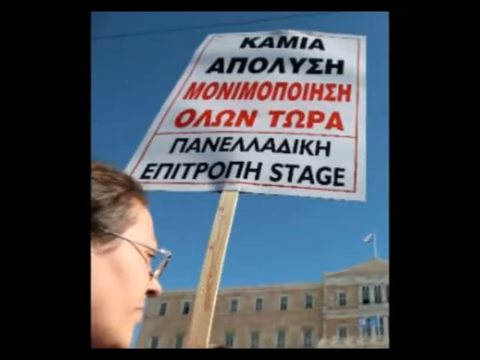 ΚΑΜΙΑ
ΑΠΟΛΥΣΗ
ΜΟΝΙΜΟΠΟΙΗΣΗ
ΟΛΩΝ ΤΩΡΑ
ΠΑΝΕΛΛΑΔΙΚΗ
ΕΠΙΤΡΟΠΗ STAGE